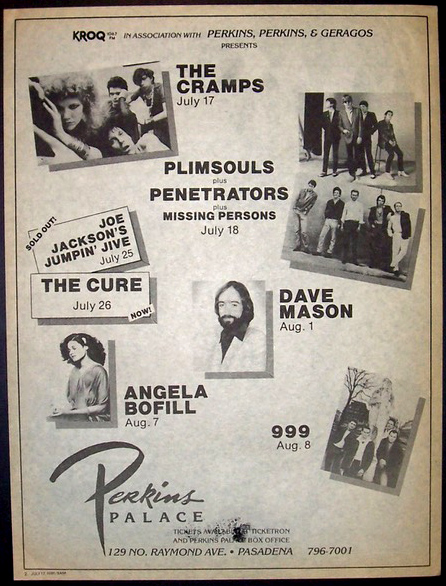 KROQ 106.7 FM IN ASSOCIATION WITH PERKINS, PERKINS, & GERAGOS
PRESENTS
THE
CRAMPS
July 17
PLIMSOULS
plus
PENETRATORS
plus
MISSING PERSONS
July 18
SOLD OUT!
JOE
JACKSON'S
JUMPIN' JIVE
July 25
THE CURE
July 26
NOW!
DAVE
MASON
Aug. 1
ANGELA
BOFILL
Aug. 7
999
Aug. 8
Perkins
PALACE
TICKETS AVAILABLE TICKETRON
AND PERKINS PALACE BOX OFFICE
129 NO. RAYMOND AVE. • PASADENA 796-7001